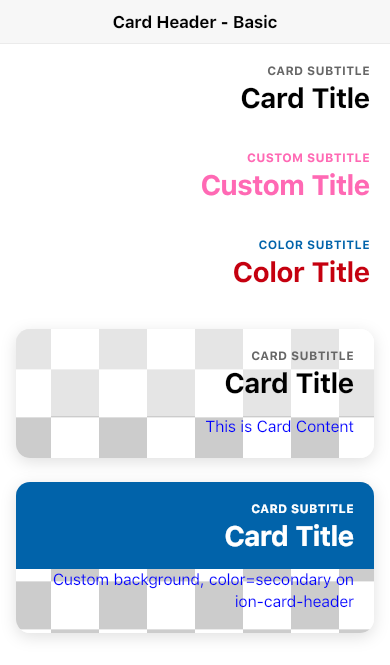 Card Header - Basic
CARD SUBTITLE
Card Title
CUSTOM SUBTITLE
Custom Title
COLOR SUBTITLE
Color Title
CARD SUBTITLE
Card Title
This is Card Content
CARD SUBTITLE
Card Title
Custom background, color=secondary on
ion-card-header